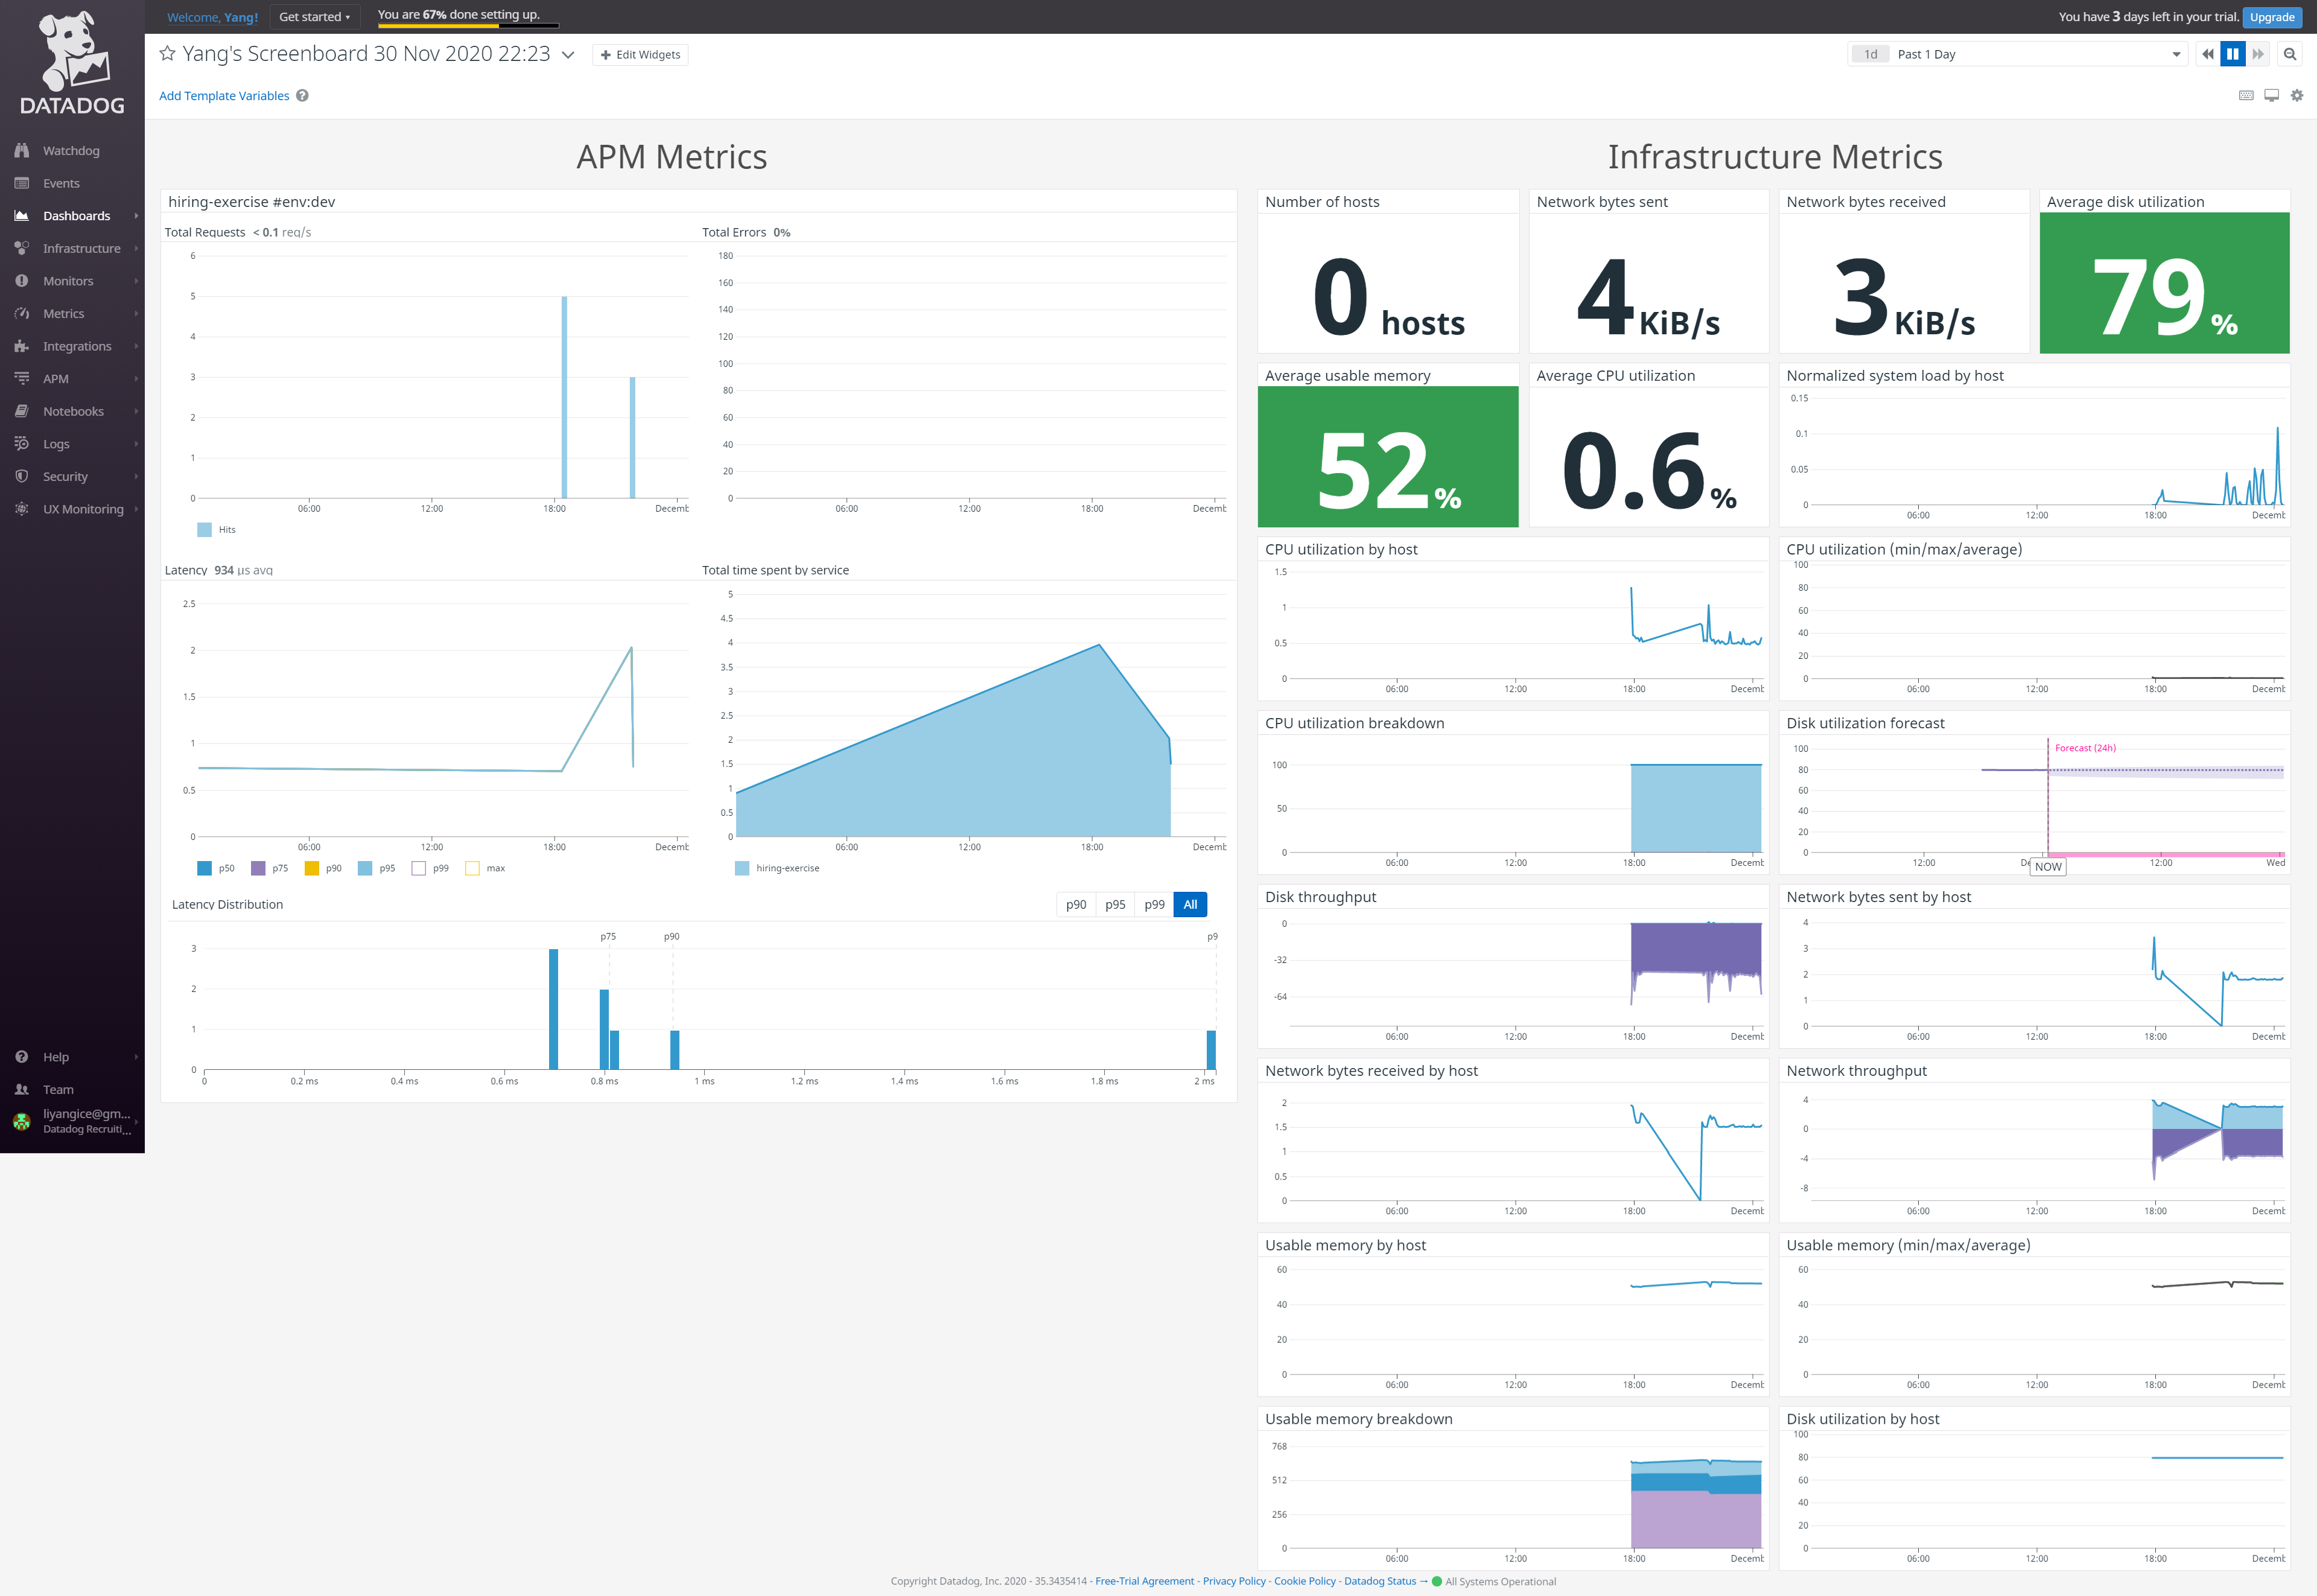 DATADOG
Watchdog
Events
Dashboards
Infrastructure
Monitors
Metrics
Integrations
APM
Notebooks
Logs
Security
UX Monitoring
Help
Team
liyangice@gm...
Datadog Recruiti...
Welcome, Yang!
Get started
You are 67% done setting up.
You have 3 days left in your trial.
Upgrade
Yang's Screenboard 30 Nov 2020 22:23
Edit Widgets
1d Past 1 Day
Add Template Variables
APM Metrics
hiring-exercise #env:dev
Total Requests < 0.1 req/s
6
5
4
3
2
1
0
06:00 12:00 18:00 Decemb
Hits
Total Errors 0%
180
160
140
120
100
80
60
40
20
0
06:00 12:00 18:00 Decemb
Latency 934 µs avg
2.5
2
1.5
1
0.5
0
06:00 12:00 18:00 Decemb
p50 p75 p90 p95 p99 max
Total time spent by service
5
4.5
4
3.5
3
2.5
2
1.5
1
0.5
0
06:00 12:00 18:00 Decemb
hiring-exercise
Latency Distribution
p90 p95 p99 All
p75 p90 p9
3
2
1
0
0 0.2 ms 0.4 ms 0.6 ms 0.8 ms 1 ms 1.2 ms 1.4 ms 1.6 ms 1.8 ms 2 ms
Infrastructure Metrics
Number of hosts
0 hosts
Network bytes sent
4 KiB/s
Network bytes received
3 KiB/s
Average disk utilization
79 %
Average usable memory
52 %
Average CPU utilization
0.6 %
Normalized system load by host
0.15
0.1
0.05
0
06:00 12:00 18:00 Decemb
CPU utilization by host
1.5
1
0.5
0
06:00 12:00 18:00 Decemb
CPU utilization (min/max/average)
100
80
60
40
20
0
06:00 12:00 18:00 Decemb
CPU utilization breakdown
100
50
0
06:00 12:00 18:00 Decemb
Disk utilization forecast
Forecast (24h)
100
80
60
40
20
0
12:00 De 12:00 Wed
NOW
Disk throughput
0
-32
-64
06:00 12:00 18:00 Decemb
Network bytes sent by host
4
3
2
1
0
06:00 12:00 18:00 Decemb
Network bytes received by host
2
1.5
1
0.5
0
06:00 12:00 18:00 Decemb
Network throughput
4
0
-4
-8
06:00 12:00 18:00 Decemb
Usable memory by host
60
40
20
0
06:00 12:00 18:00 Decemb
Usable memory (min/max/average)
60
40
20
0
06:00 12:00 18:00 Decemb
Usable memory breakdown
768
512
256
0
06:00 12:00 18:00 Decemb
Disk utilization by host
100
80
60
40
20
0
06:00 12:00 18:00 Decemb
Copyright Datadog, Inc. 2020 - 35.3435414 - Free-Trial Agreement - Privacy Policy - Cookie Policy - Datadog Status → All Systems Operational